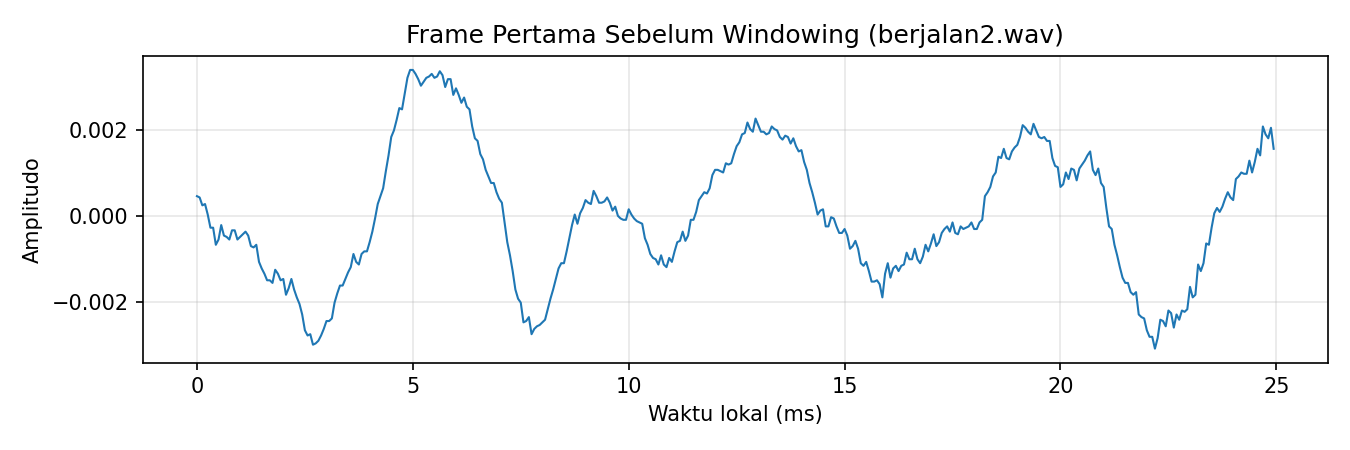 Frame Pertama Sebelum Windowing (berjalan2.wav)
Amplitudo
0.002
0.000
−0.002
0 5 10 15 20 25
Waktu lokal (ms)